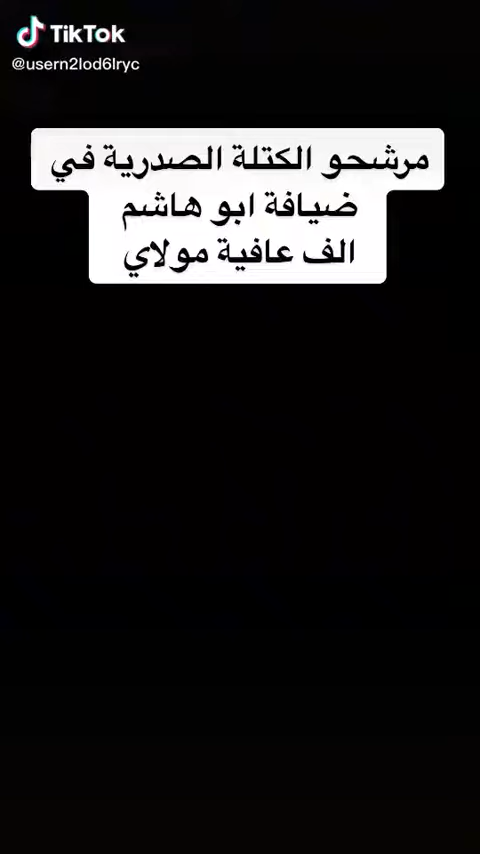 TikTok
@usern2lod6lryc
مرشحو الكتلة الصدرية في
ضيافة ابو هاشم
الف عافية مولاي